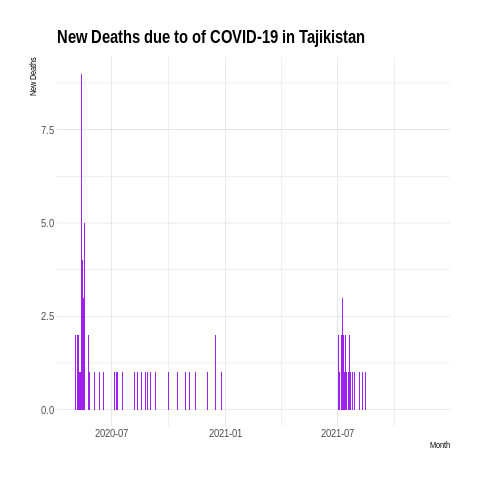 New Deaths due to of COVID-19 in Tajikistan
New Deaths
7.5
5.0
2.5
0.0
2020-07 2021-01 2021-07
Month